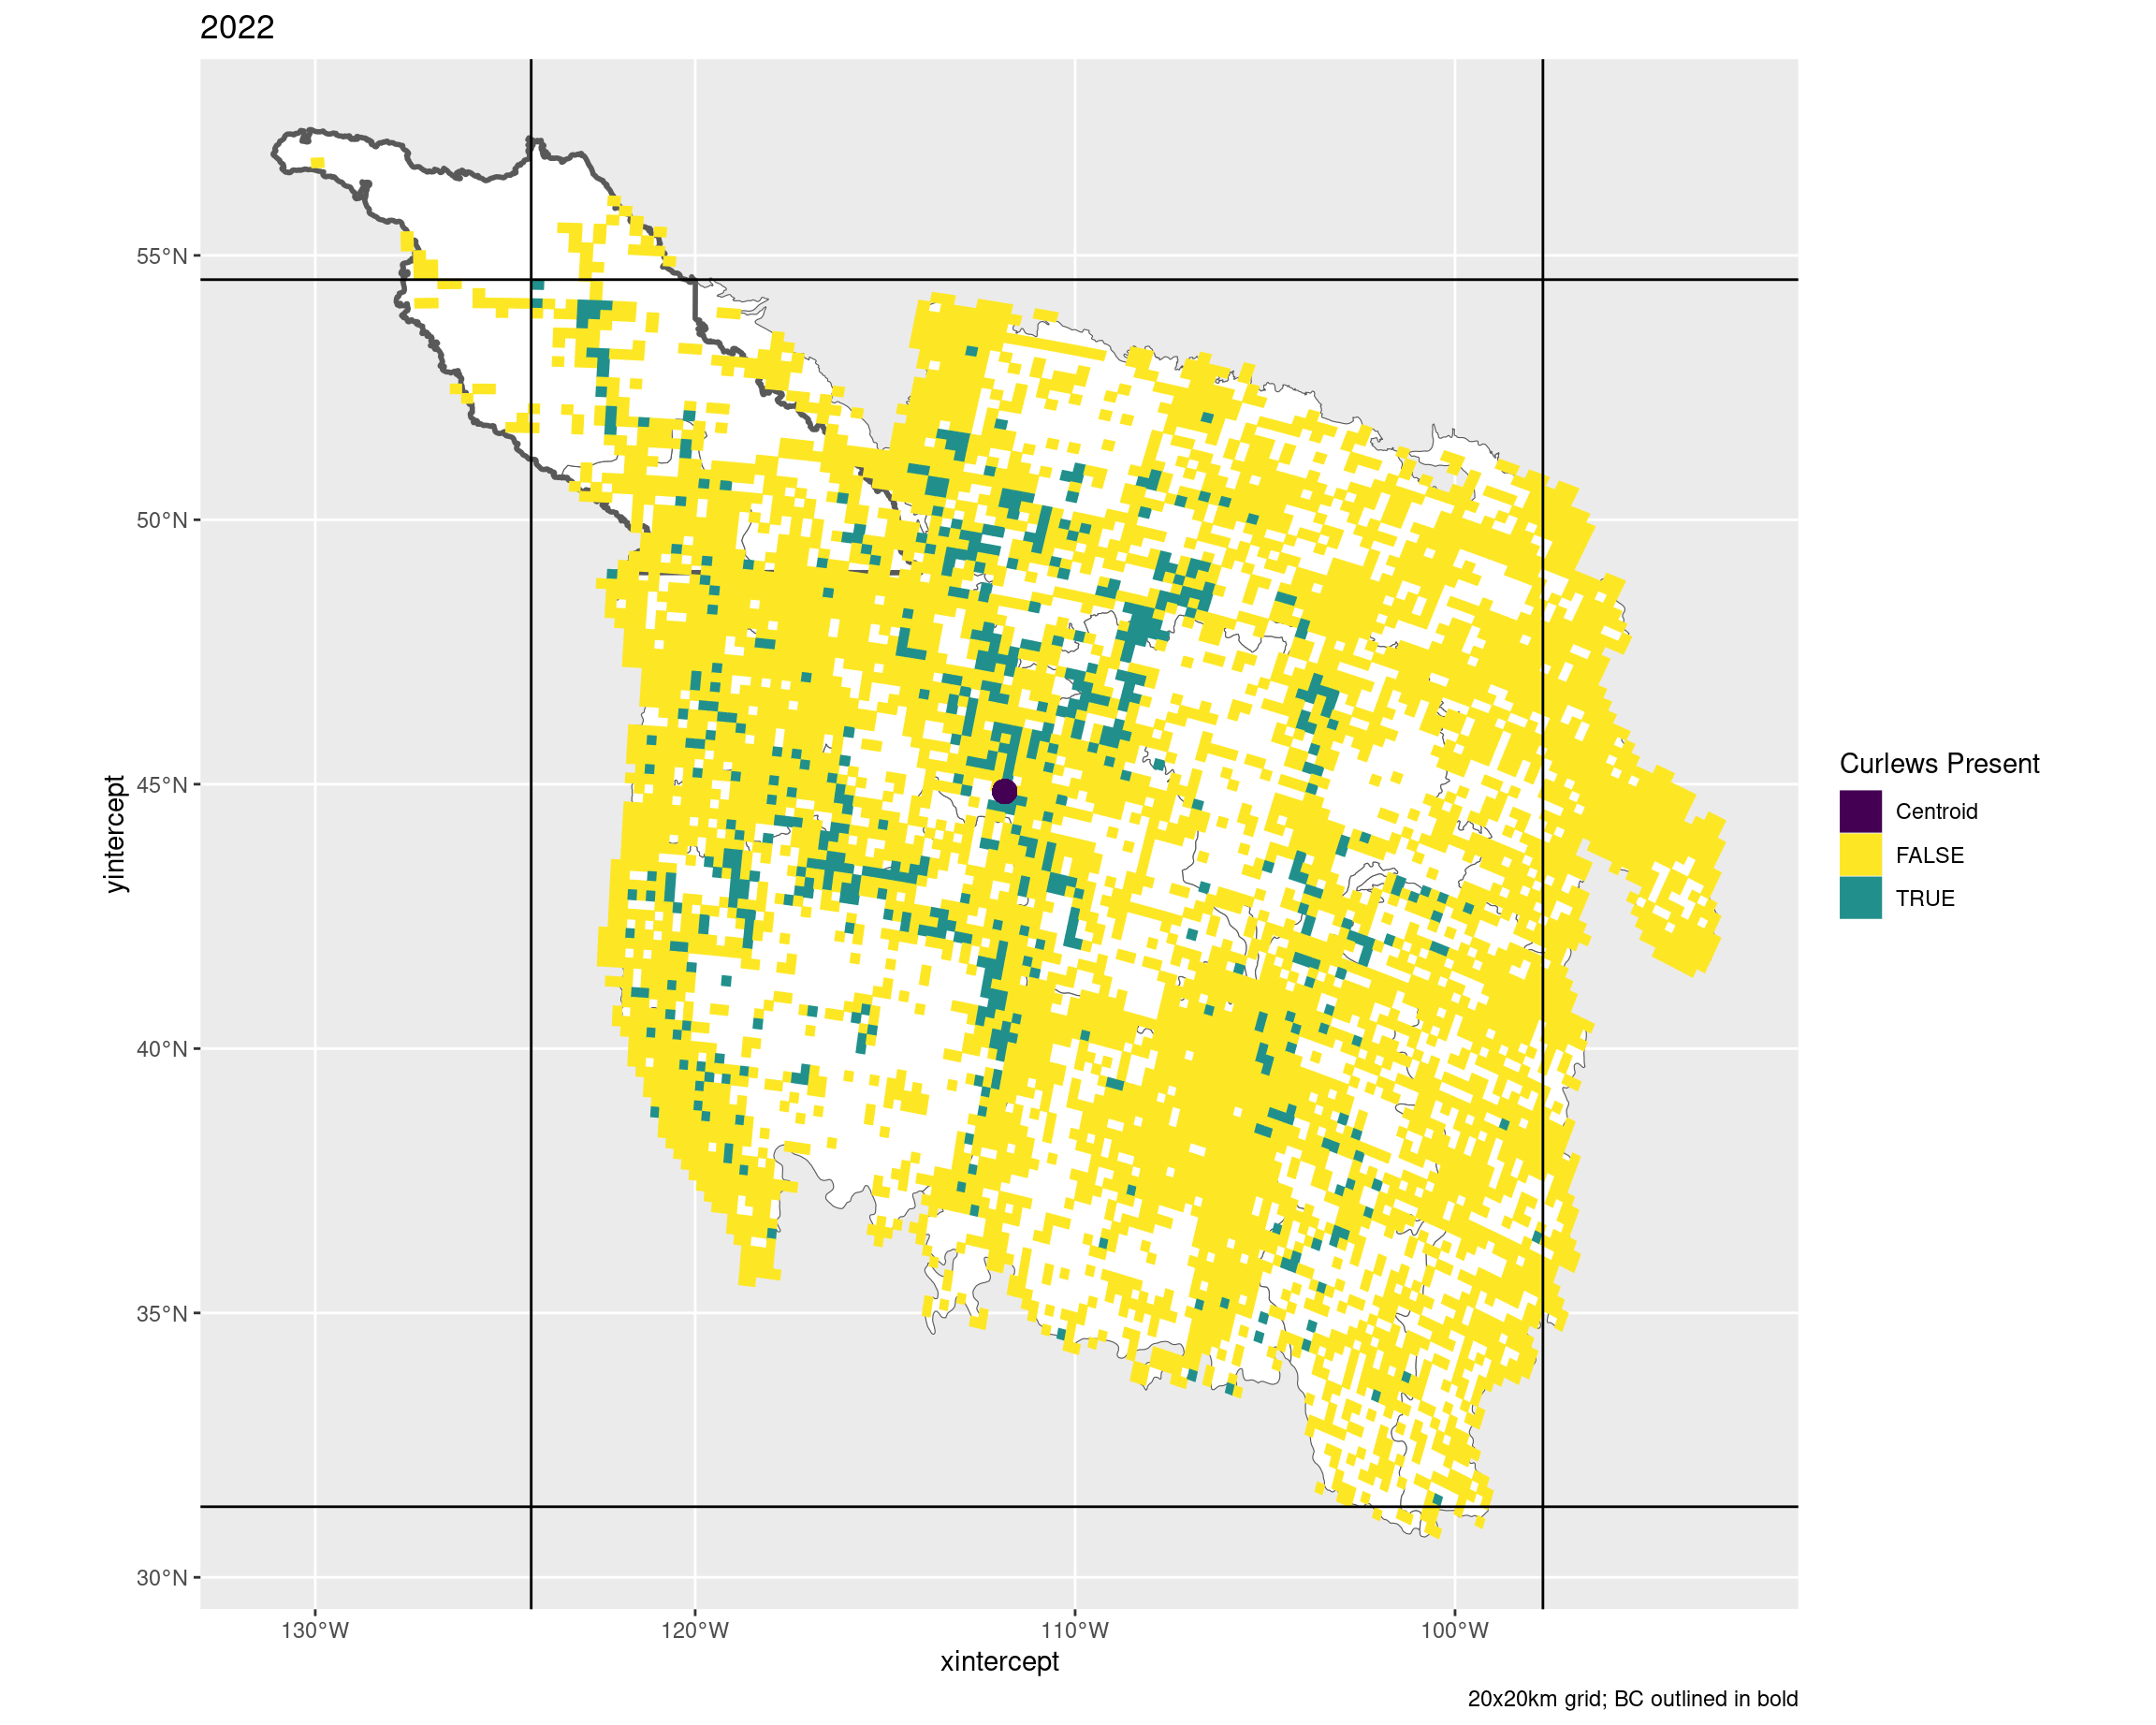 2022
55°N
50°N
45°N
40°N
35°N
30°N
yintercept
130°W
120°W
110°W
100°W
xintercept
Curlews Present
Centroid
FALSE
TRUE
20x20km grid; BC outlined in bold